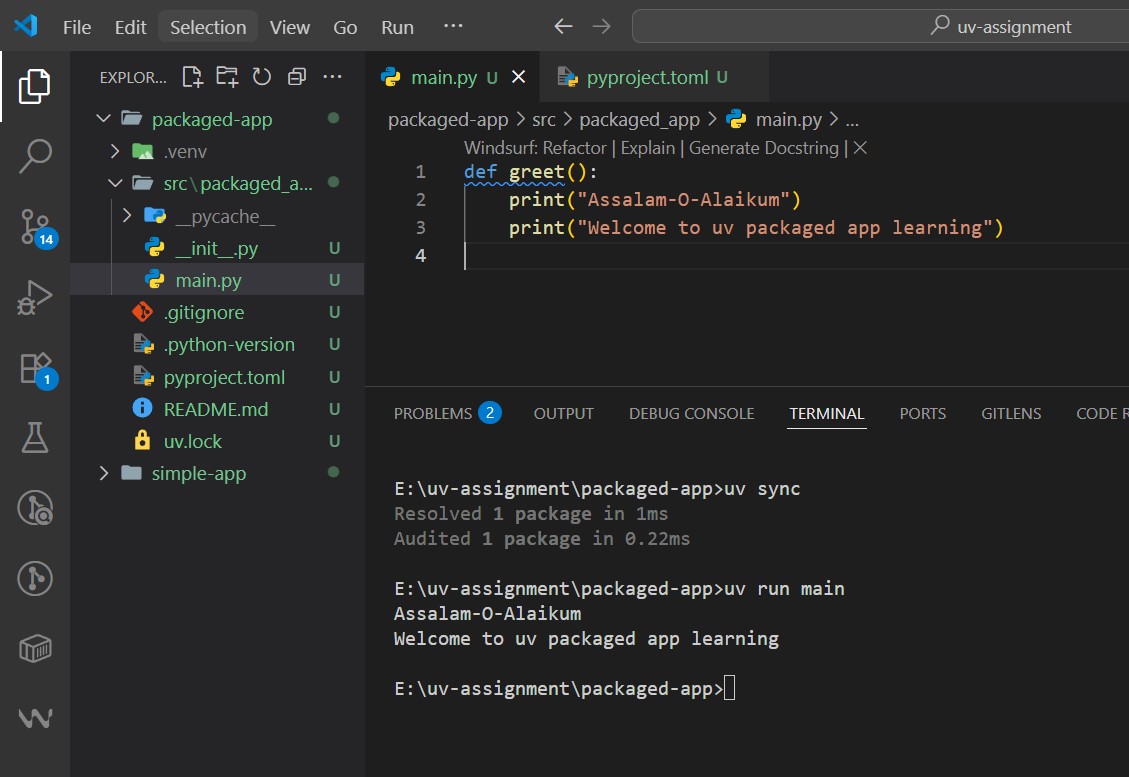 File Edit Selection View Go Run ··· uv-assignment
EXPLOR...
packaged-app
.venv
src\packaged_a...
__pycache__
__init__.py U
main.py U
.gitignore U
.python-version U
pyproject.toml U
README.md U
uv.lock U
simple-app
14
1
main.py U
pyproject.toml U
packaged-app > src > packaged_app > main.py > ...
Windsurf: Refactor | Explain | Generate Docstring | ×
1 def greet():
2     print("Assalam-O-Alaikum")
3     print("Welcome to uv packaged app learning")
4
PROBLEMS 2 OUTPUT DEBUG CONSOLE TERMINAL PORTS GITLENS CODE R
E:\uv-assignment\packaged-app>uv sync
Resolved 1 package in 1ms
Audited 1 package in 0.22ms
E:\uv-assignment\packaged-app>uv run main
Assalam-O-Alaikum
Welcome to uv packaged app learning
E:\uv-assignment\packaged-app>